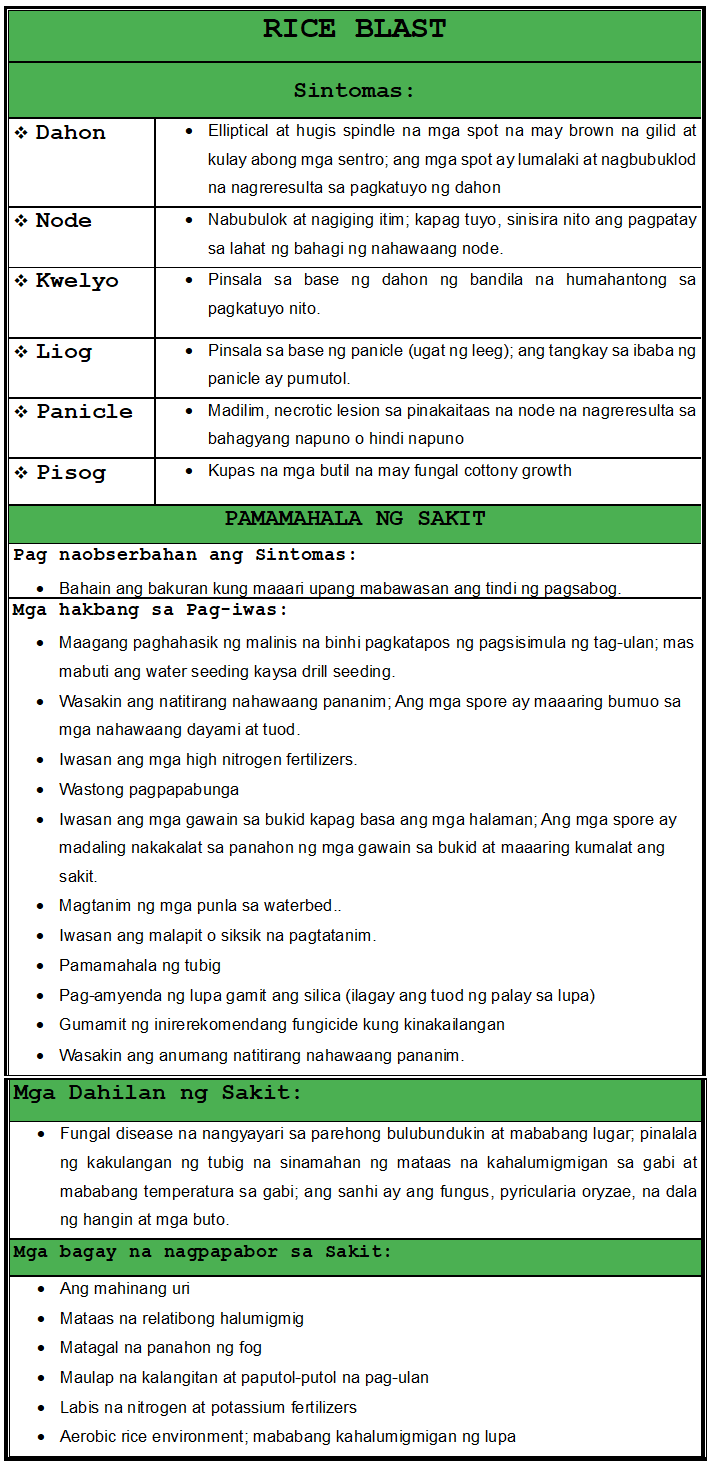 RICE BLAST
Sintomas:
❖ Dahon
• Elliptical at hugis spindle na mga spot na may brown na gilid at
kulay abong mga sentro; ang mga spot ay lumalaki at nagbubuklod
na nagreresulta sa pagkatuyo ng dahon
❖ Node
• Nabubulok at nagiging itim; kapag tuyo, sinisira nito ang pagpatay
sa lahat ng bahagi ng nahawaang node.
❖ Kwelyo
• Pinsala sa base ng dahon ng bandila na humahantong sa
pagkatuyo nito.
❖ Liog
• Pinsala sa base ng panicle (ugat ng leeg); ang tangkay sa ibaba ng
panicle ay pumutol.
❖ Panicle
• Madilim, necrotic lesion sa pinakaitaas na node na nagreresulta sa
bahagyang napuno o hindi napuno
❖ Pisog
• Kupas na mga butil na may fungal cottony growth
PAMAMAHALA NG SAKIT
Pag naobserbahan ang Sintomas:
• Bahain ang bakuran kung maaari upang mabawasan ang tindi ng pagsabog.
Mga hakbang sa Pag-iwas:
• Maagang paghahasik ng malinis na binhi pagkatapos ng pagsisimula ng tag-ulan; mas
mabuti ang water seeding kaysa drill seeding.
• Wasakin ang natitirang nahawaang pananim; Ang mga spore ay maaaring bumuo sa
mga nahawaang dayami at tuod.
• Iwasan ang mga high nitrogen fertilizers.
• Wastong pagpapabunga
• Iwasan ang mga gawain sa bukid kapag basa ang mga halaman; Ang mga spore ay
madaling nakakalat sa panahon ng mga gawain sa bukid at maaaring kumalat ang
sakit.
• Magtanim ng mga punla sa waterbed..
• Iwasan ang malapit o siksik na pagtatanim.
• Pamamahala ng tubig
• Pag-amyenda ng lupa gamit ang silica (ilagay ang tuod ng palay sa lupa)
• Gumamit ng inirerekomendang fungicide kung kinakailangan
• Wasakin ang anumang natitirang nahawaang pananim.
Mga Dahilan ng Sakit:
• Fungal disease na nangyayari sa parehong bulubundukin at mababang lugar; pinalala
ng kakulangan ng tubig na sinamahan ng mataas na kahalumigmigan sa gabi at
mababang temperatura sa gabi; ang sanhi ay ang fungus, pyricularia oryzae, na dala
ng hangin at mga buto.
Mga bagay na nagpapabor sa Sakit:
• Ang mahinang uri
• Mataas na relatibong halumigmig
• Matagal na panahon ng fog
• Maulap na kalangitan at paputol-putol na pag-ulan
• Labis na nitrogen at potassium fertilizers
• Aerobic rice environment; mababang kahalumigmigan ng lupa